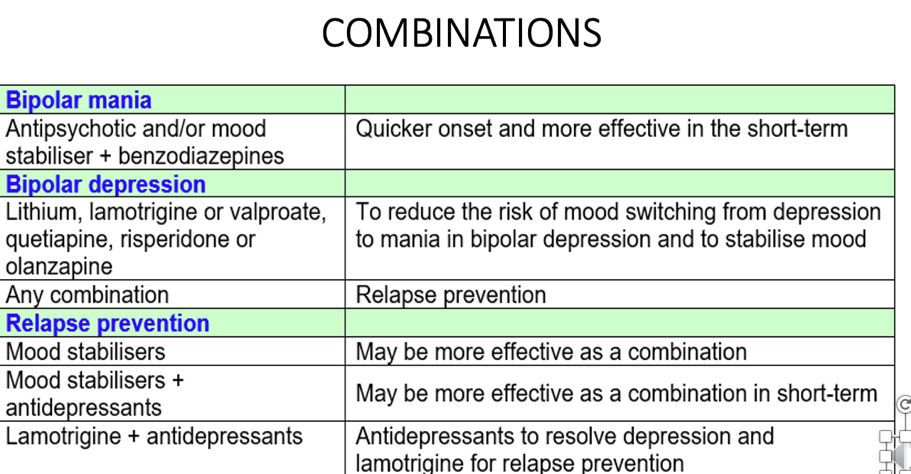 COMBINATIONS
Bipolar mania
Antipsychotic and/or mood
stabiliser + benzodiazepines
Quicker onset and more effective in the short-term
Bipolar depression
Lithium, lamotrigine or valproate,
quetiapine, risperidone or
olanzapine
To reduce the risk of mood switching from depression
to mania in bipolar depression and to stabilise mood
Any combination
Relapse prevention
Relapse prevention
Mood stabilisers
May be more effective as a combination
Mood stabilisers +
antidepressants
May be more effective as a combination in short-term
Lamotrigine + antidepressants
Antidepressants to resolve depression and
lamotrigine for relapse prevention